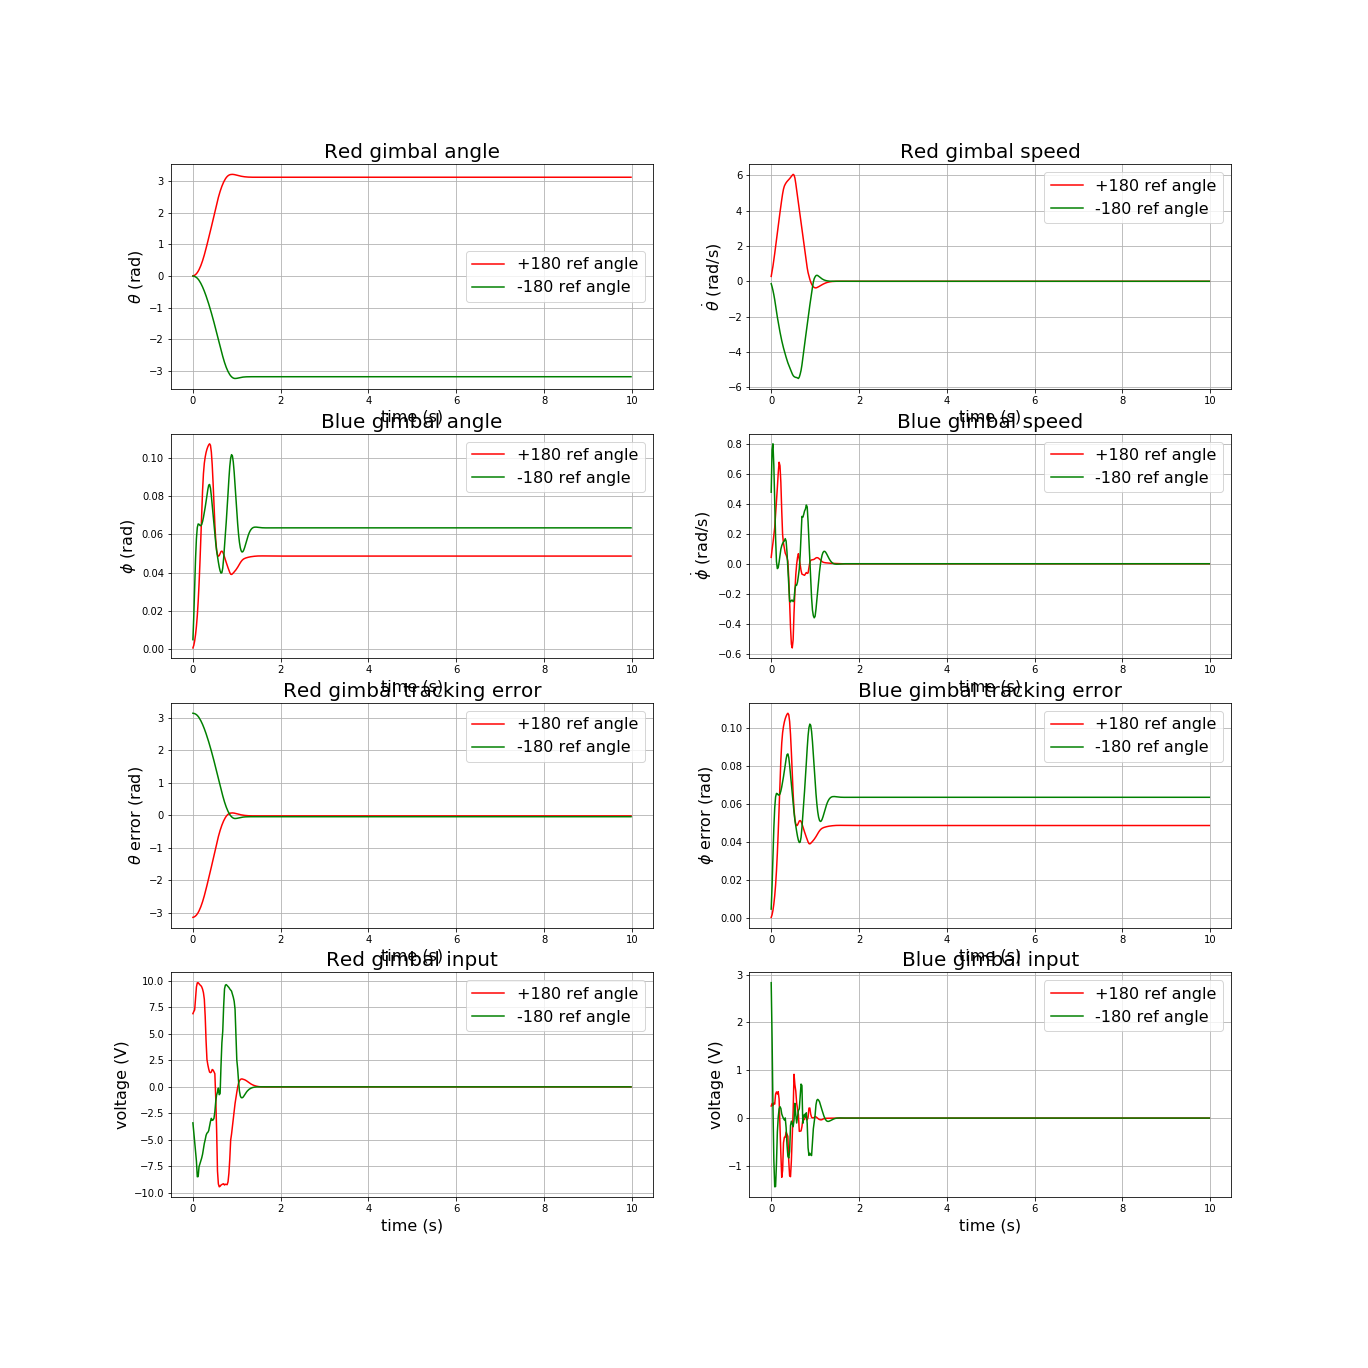 Red gimbal angle
θ (rad)
3
2
1
0
−1
−2
−3
+180 ref angle
-180 ref angle
0 2 4 6 8 10
time (s)
Red gimbal speed
θ̇ (rad/s)
6
4
2
0
−2
−4
−6
+180 ref angle
-180 ref angle
0 2 4 6 8 10
time (s)
Blue gimbal angle
ϕ (rad)
0.10
0.08
0.06
0.04
0.02
0.00
+180 ref angle
-180 ref angle
0 2 4 6 8 10
time (s)
Blue gimbal speed
ϕ̇ (rad/s)
0.8
0.6
0.4
0.2
0.0
−0.2
−0.4
−0.6
+180 ref angle
-180 ref angle
0 2 4 6 8 10
time (s)
Red gimbal tracking error
θ error (rad)
3
2
1
0
−1
−2
−3
+180 ref angle
-180 ref angle
0 2 4 6 8 10
time (s)
Blue gimbal tracking error
ϕ error (rad)
0.10
0.08
0.06
0.04
0.02
0.00
+180 ref angle
-180 ref angle
0 2 4 6 8 10
time (s)
Red gimbal input
voltage (V)
10.0
7.5
5.0
2.5
0.0
−2.5
−5.0
−7.5
−10.0
+180 ref angle
-180 ref angle
0 2 4 6 8 10
time (s)
Blue gimbal input
voltage (V)
3
2
1
0
−1
+180 ref angle
-180 ref angle
0 2 4 6 8 10
time (s)